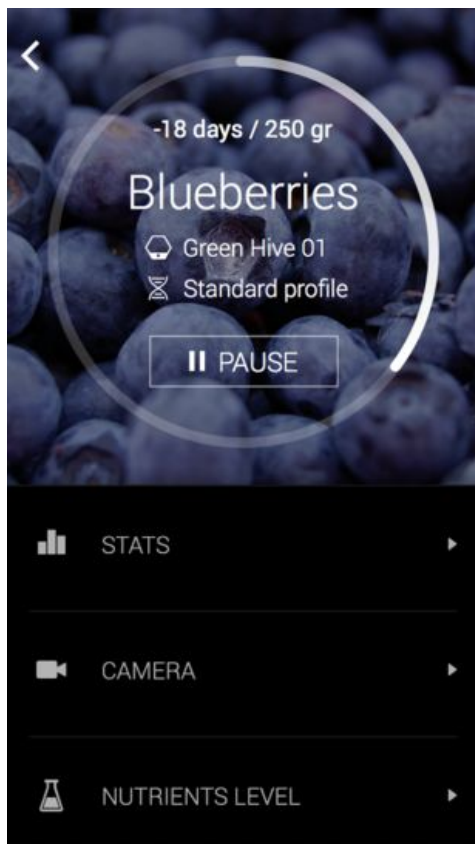 -18 days / 250 gr
Blueberries
Green Hive 01
Standard profile
PAUSE
STATS
CAMERA
NUTRIENTS LEVEL